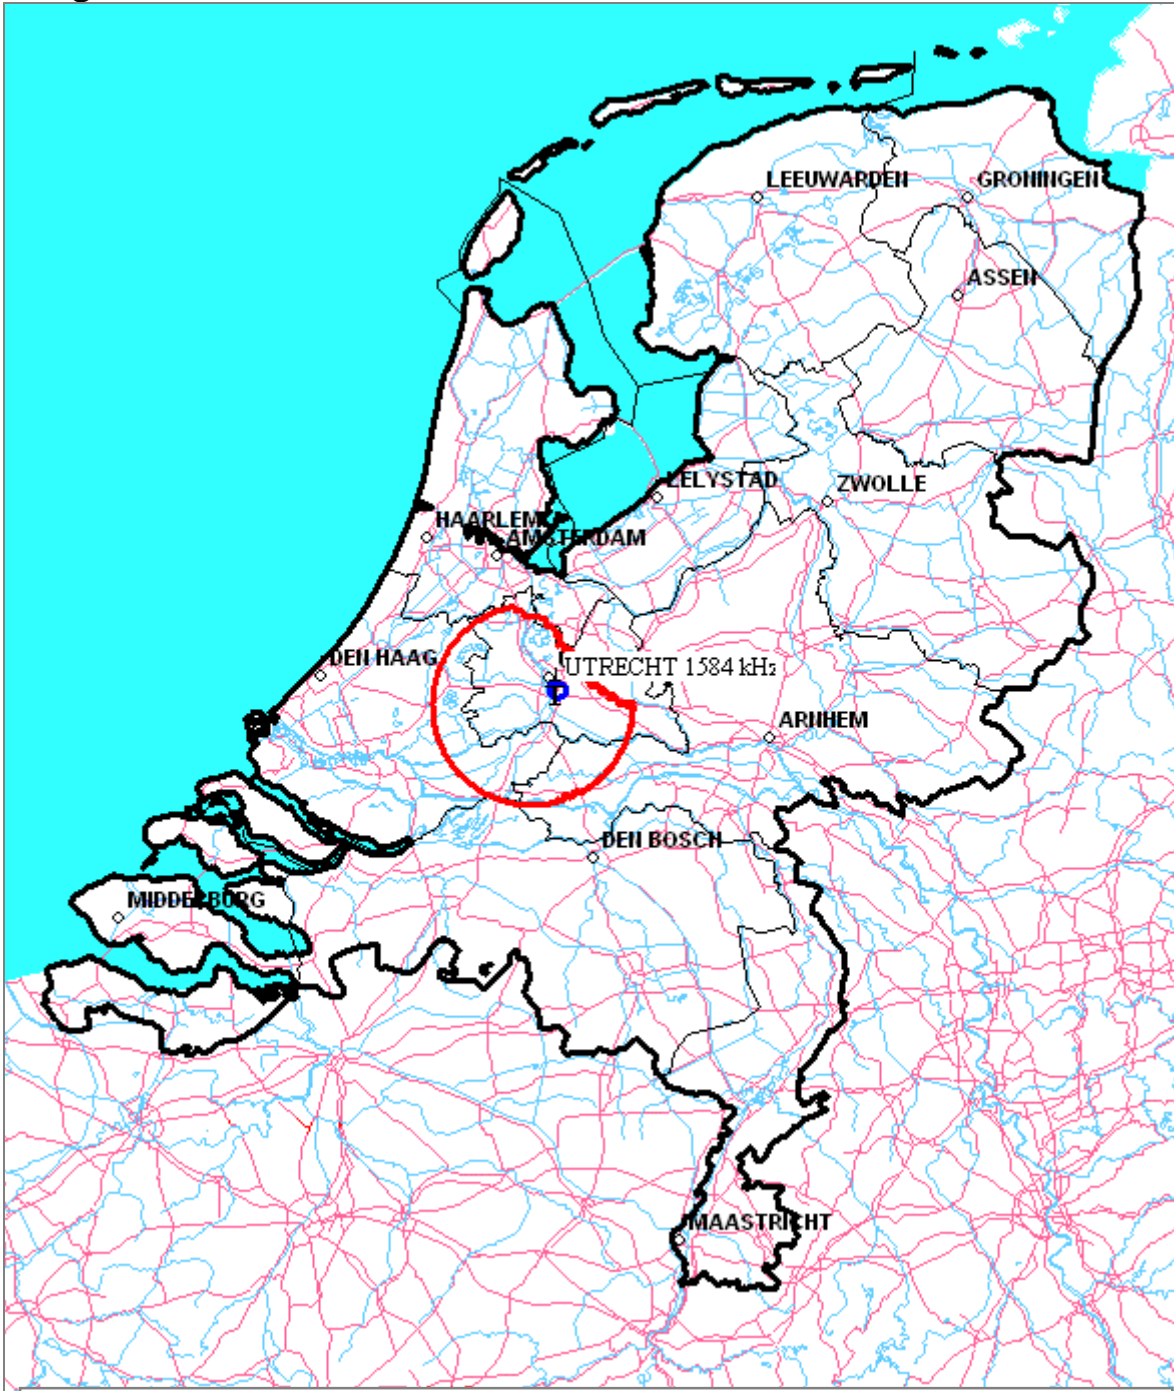 LEEUWARDEN
GRONINGEN
ASSEN
LELYSTAD
ZWOLLE
HAARLEM
AMSTERDAM
DEN HAAG
UTRECHT 1584 kHz
ARNHEM
DEN BOSCH
MIDDELBURG
MAASTRICHT